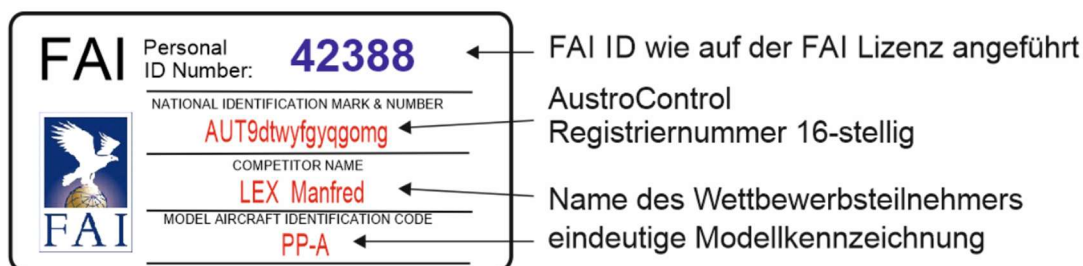 FAI Personal ID Number: 42388
FAI ID wie auf der FAI Lizenz angeführt
NATIONAL IDENTIFICATION MARK & NUMBER
AUT9dtwyfgyqgomg
AustroControl
Registriernummer 16-stellig
COMPETITOR NAME
LEX Manfred
Name des Wettbewerbsteilnehmers
MODEL AIRCRAFT IDENTIFICATION CODE
PP-A
eindeutige Modellkennzeichnung
FAI